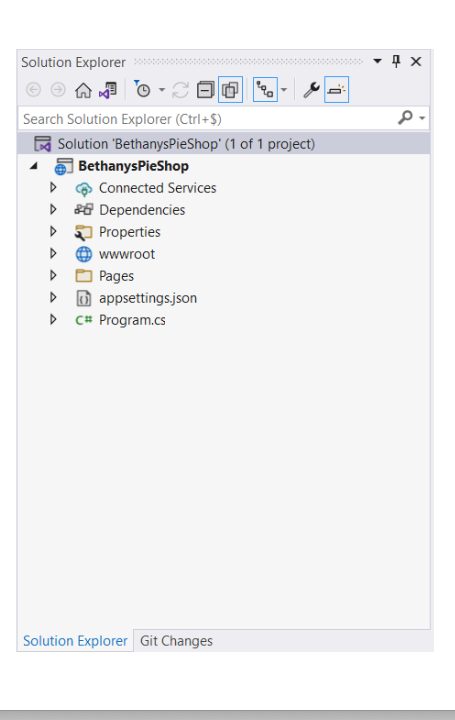 Solution Explorer
Search Solution Explorer (Ctrl+$)
Solution 'BethanysPieShop' (1 of 1 project)
BethanysPieShop
Connected Services
Dependencies
Properties
wwwroot
Pages
appsettings.json
C# Program.cs
Solution Explorer Git Changes